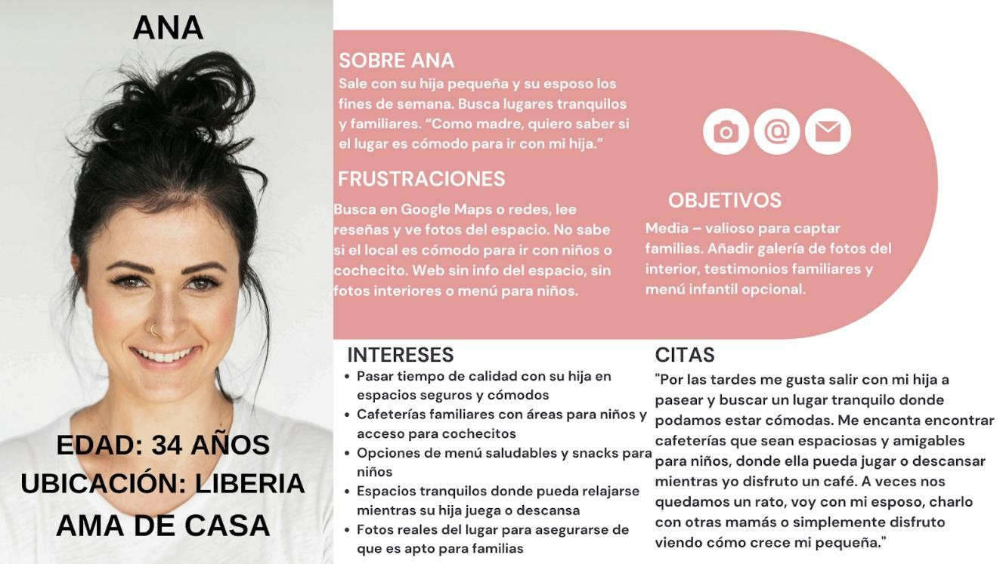 ANA
EDAD: 34 AÑOS
UBICACIÓN: LIBERIA
AMA DE CASA
SOBRE ANA
Sale con su hija pequeña y su esposo los
fines de semana. Busca lugares tranquilos
y familiares. “Como madre, quiero saber si
el lugar es cómodo para ir con mi hija.”
FRUSTRACIONES
Busca en Google Maps o redes, lee
reseñas y ve fotos del espacio. No sabe
si el local es cómodo para ir con niños o
cochecito. Web sin info del espacio, sin
fotos interiores o menú para niños.
OBJETIVOS
Media – valioso para captar
familias. Añadir galería de fotos del
interior, testimonios familiares y
menú infantil opcional.
INTERESES
• Pasar tiempo de calidad con su hija en
espacios seguros y cómodos
• Cafeterías familiares con áreas para niños y
acceso para cochecitos
• Opciones de menú saludables y snacks para
niños
• Espacios tranquilos donde pueda relajarse
mientras su hija juega o descansa
• Fotos reales del lugar para asegurarse de
que es apto para familias
CITAS
"Por las tardes me gusta salir con mi hija a
pasear y buscar un lugar tranquilo donde
podamos estar cómodas. Me encanta encontrar
cafeterías que sean espaciosas y amigables
para niños, donde ella pueda jugar o descansar
mientras yo disfruto un café. A veces nos
quedamos un rato, voy con mi esposo, charlo
con otras mamás o simplemente disfruto
viendo cómo crece mi pequeña."